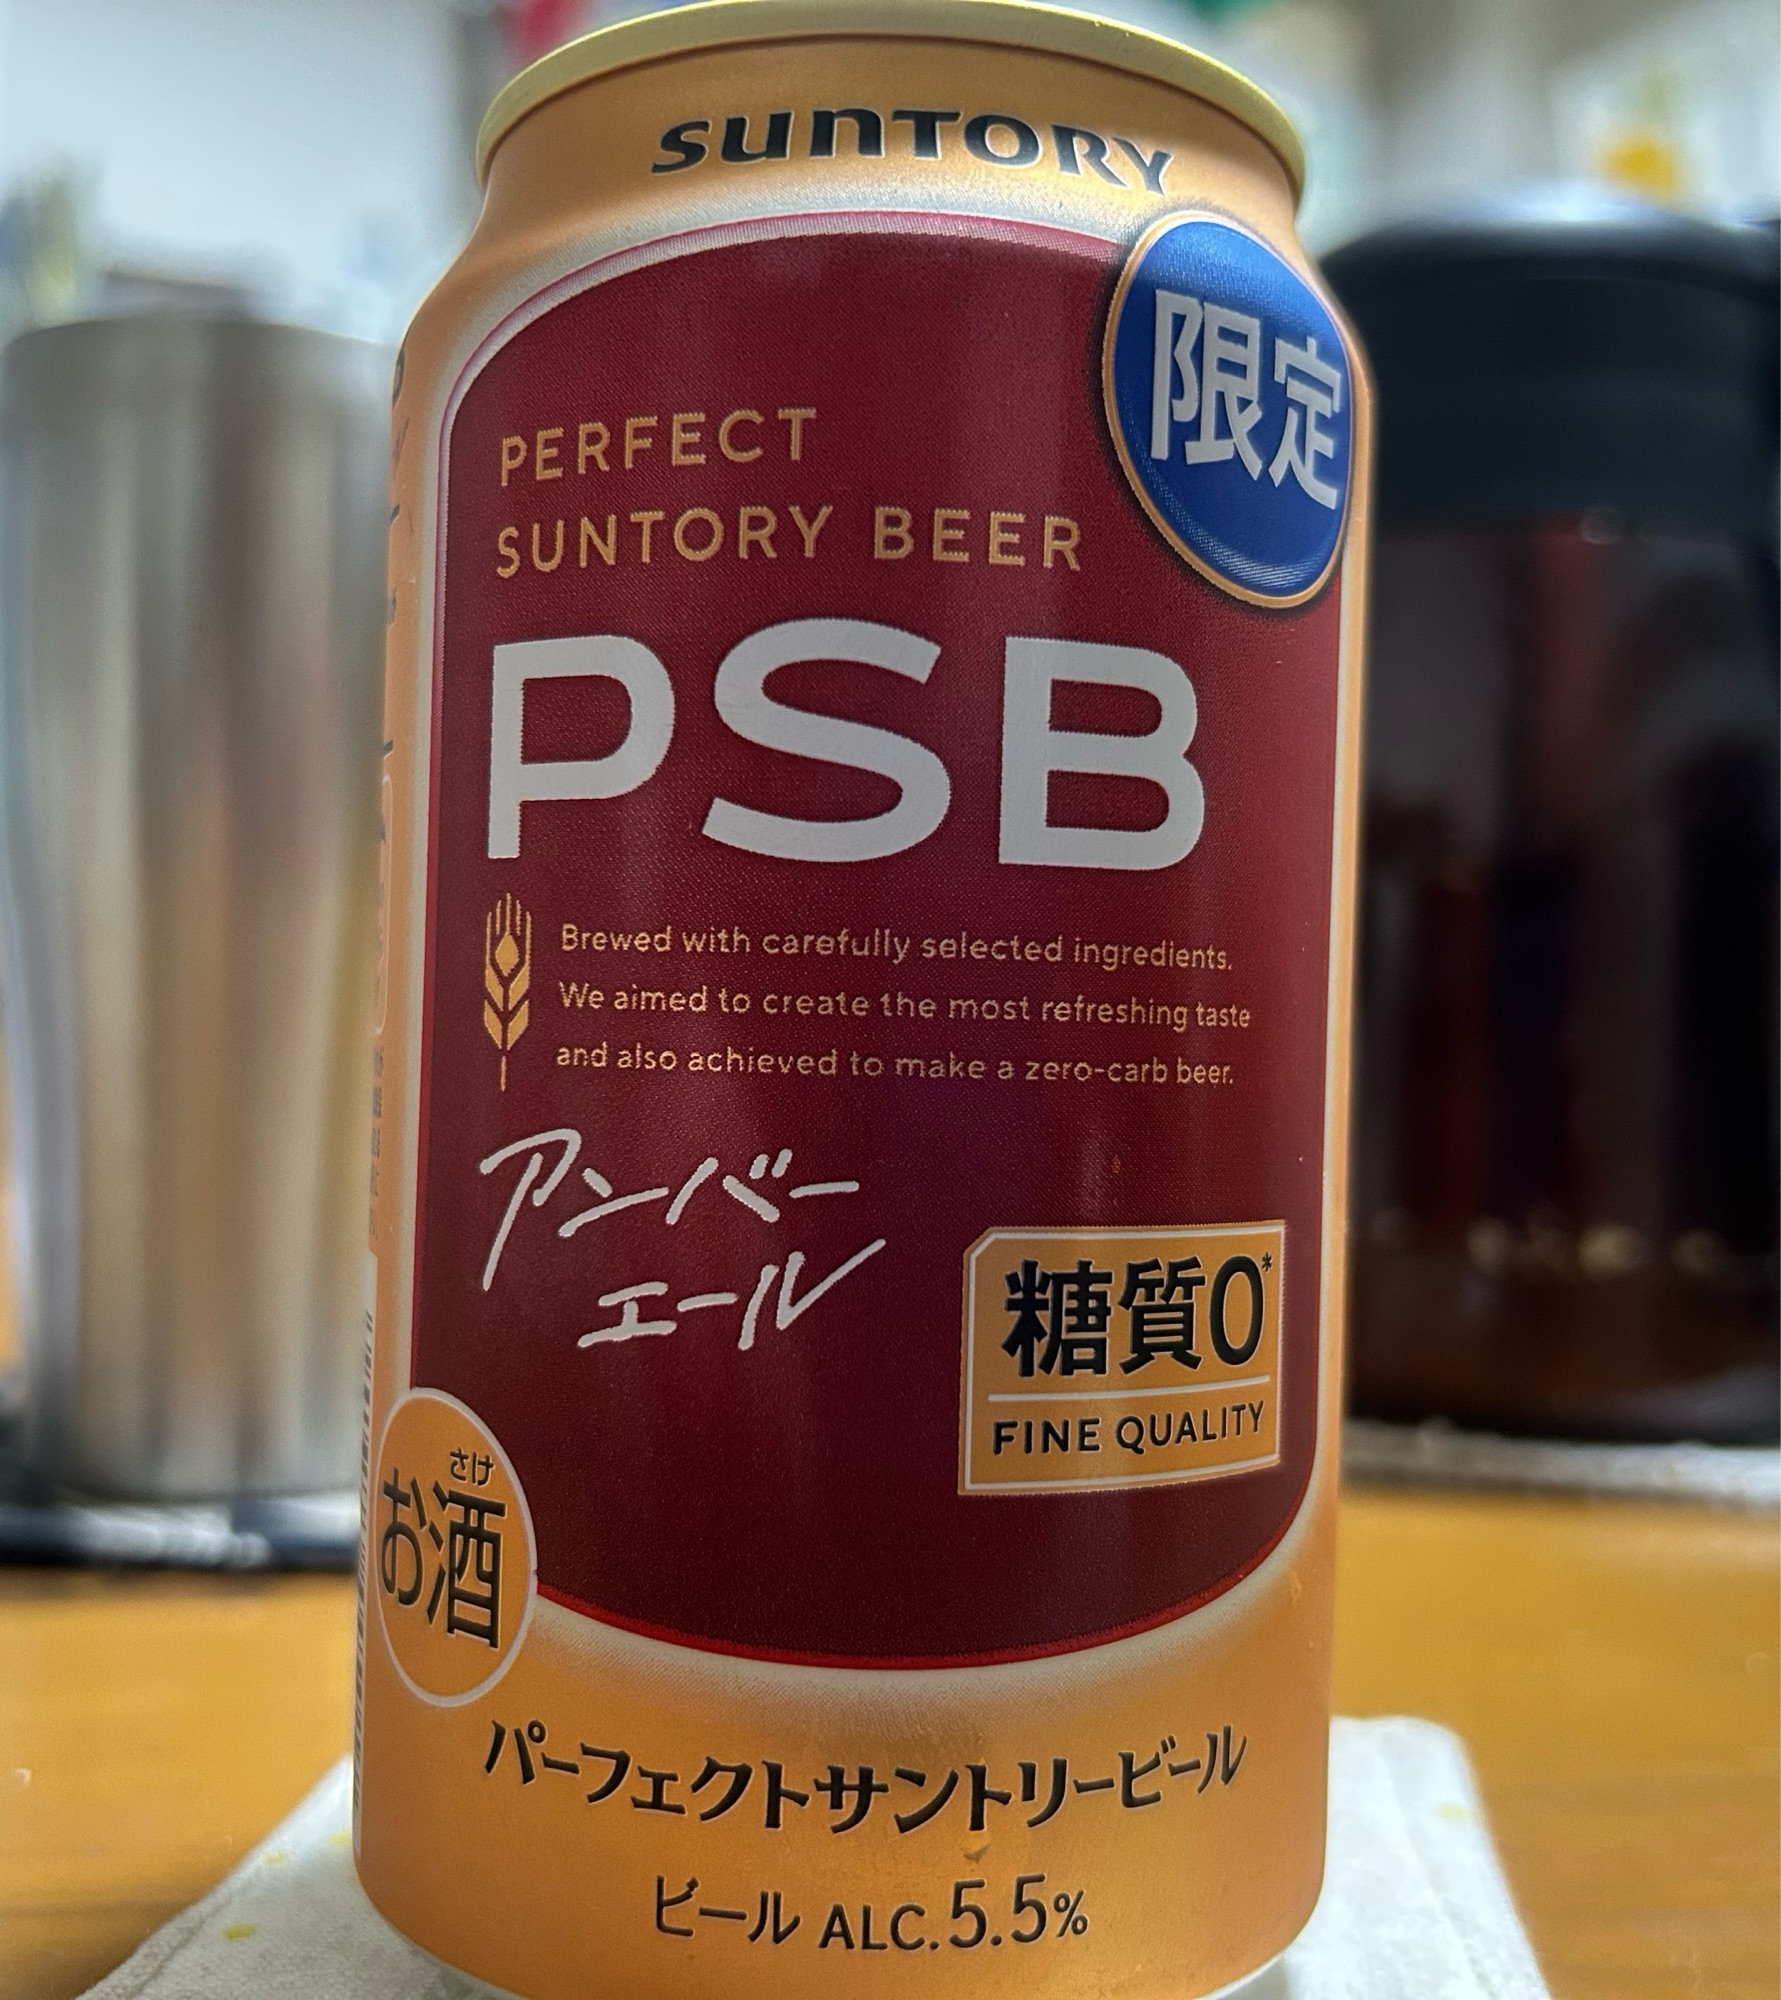 SUNTORY
限定
PERFECT
SUNTORY BEER
PSB
Brewed with carefully selected ingredients.
We aimed to create the most refreshing taste
and also achieved to make a zero-carb beer.
アンバー
エール
糖質0*
FINE QUALITY
さけ
お酒
パーフェクトサントリービール
ビール ALC.5.5%